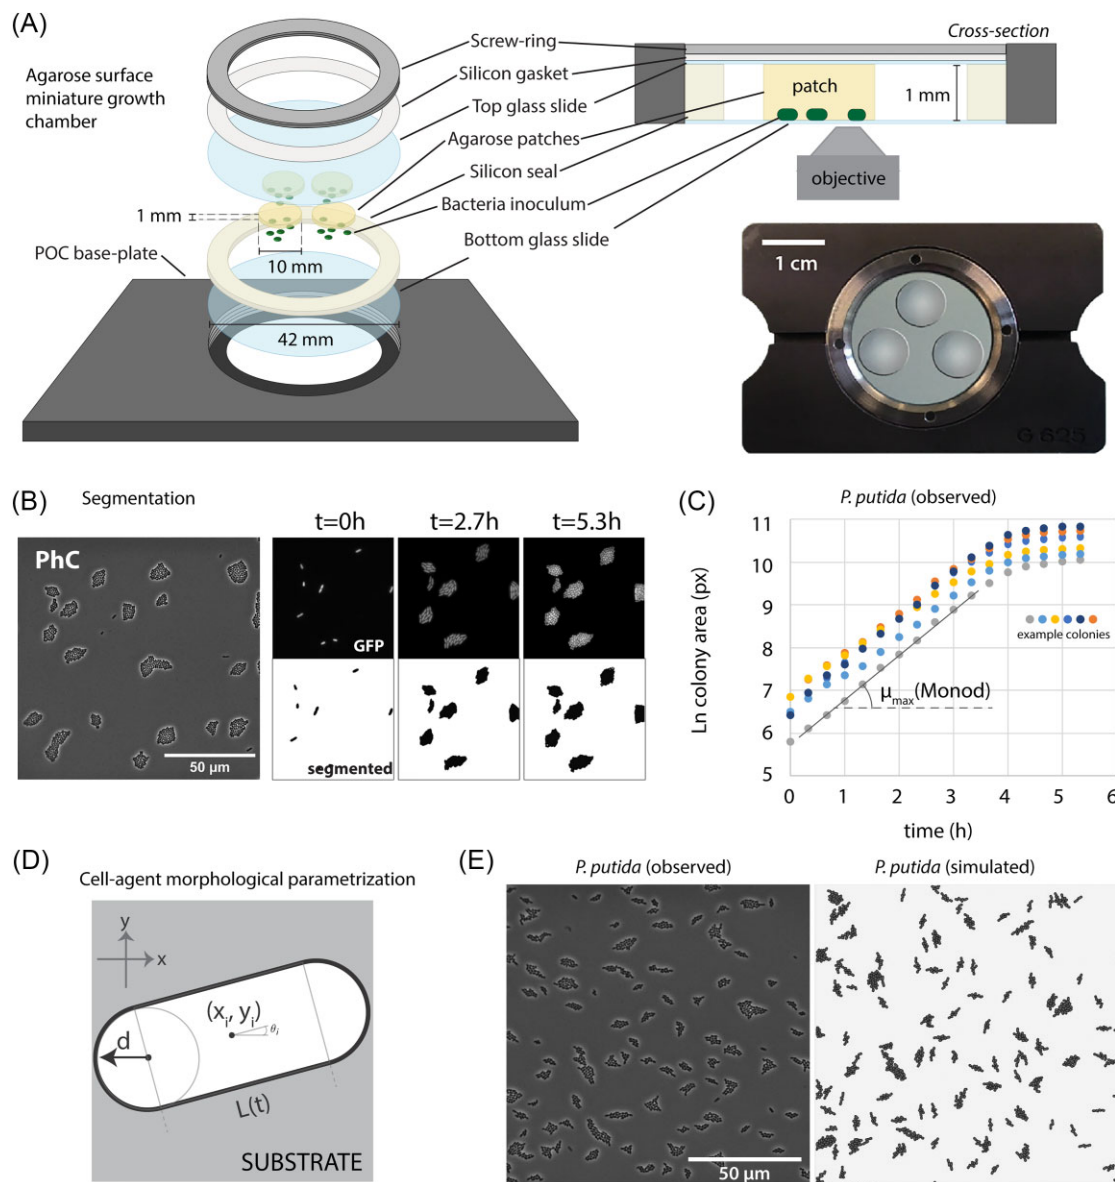 (A)
Agarose surface
miniature growth
chamber
Screw-ring
Silicon gasket
Top glass slide
Agarose patches
Silicon seal
Bacteria inoculum
Bottom glass slide
1 mm
POC base-plate
10 mm
42 mm
Cross-section
patch
1 mm
objective
1 cm
G 625
(B)
Segmentation
PhC
50 µm
t=0h
t=2.7h
t=5.3h
GFP
segmented
(C)
P. putida (observed)
Ln colony area (px)
11
10
9
8
7
6
5
example colonies
µmax(Monod)
0
1
2
3
4
5
6
time (h)
(D)
Cell-agent morphological parametrization
y
x
(xi, yi)
θi
d
L(t)
SUBSTRATE
(E)
P. putida (observed)
P. putida (simulated)
50 µm